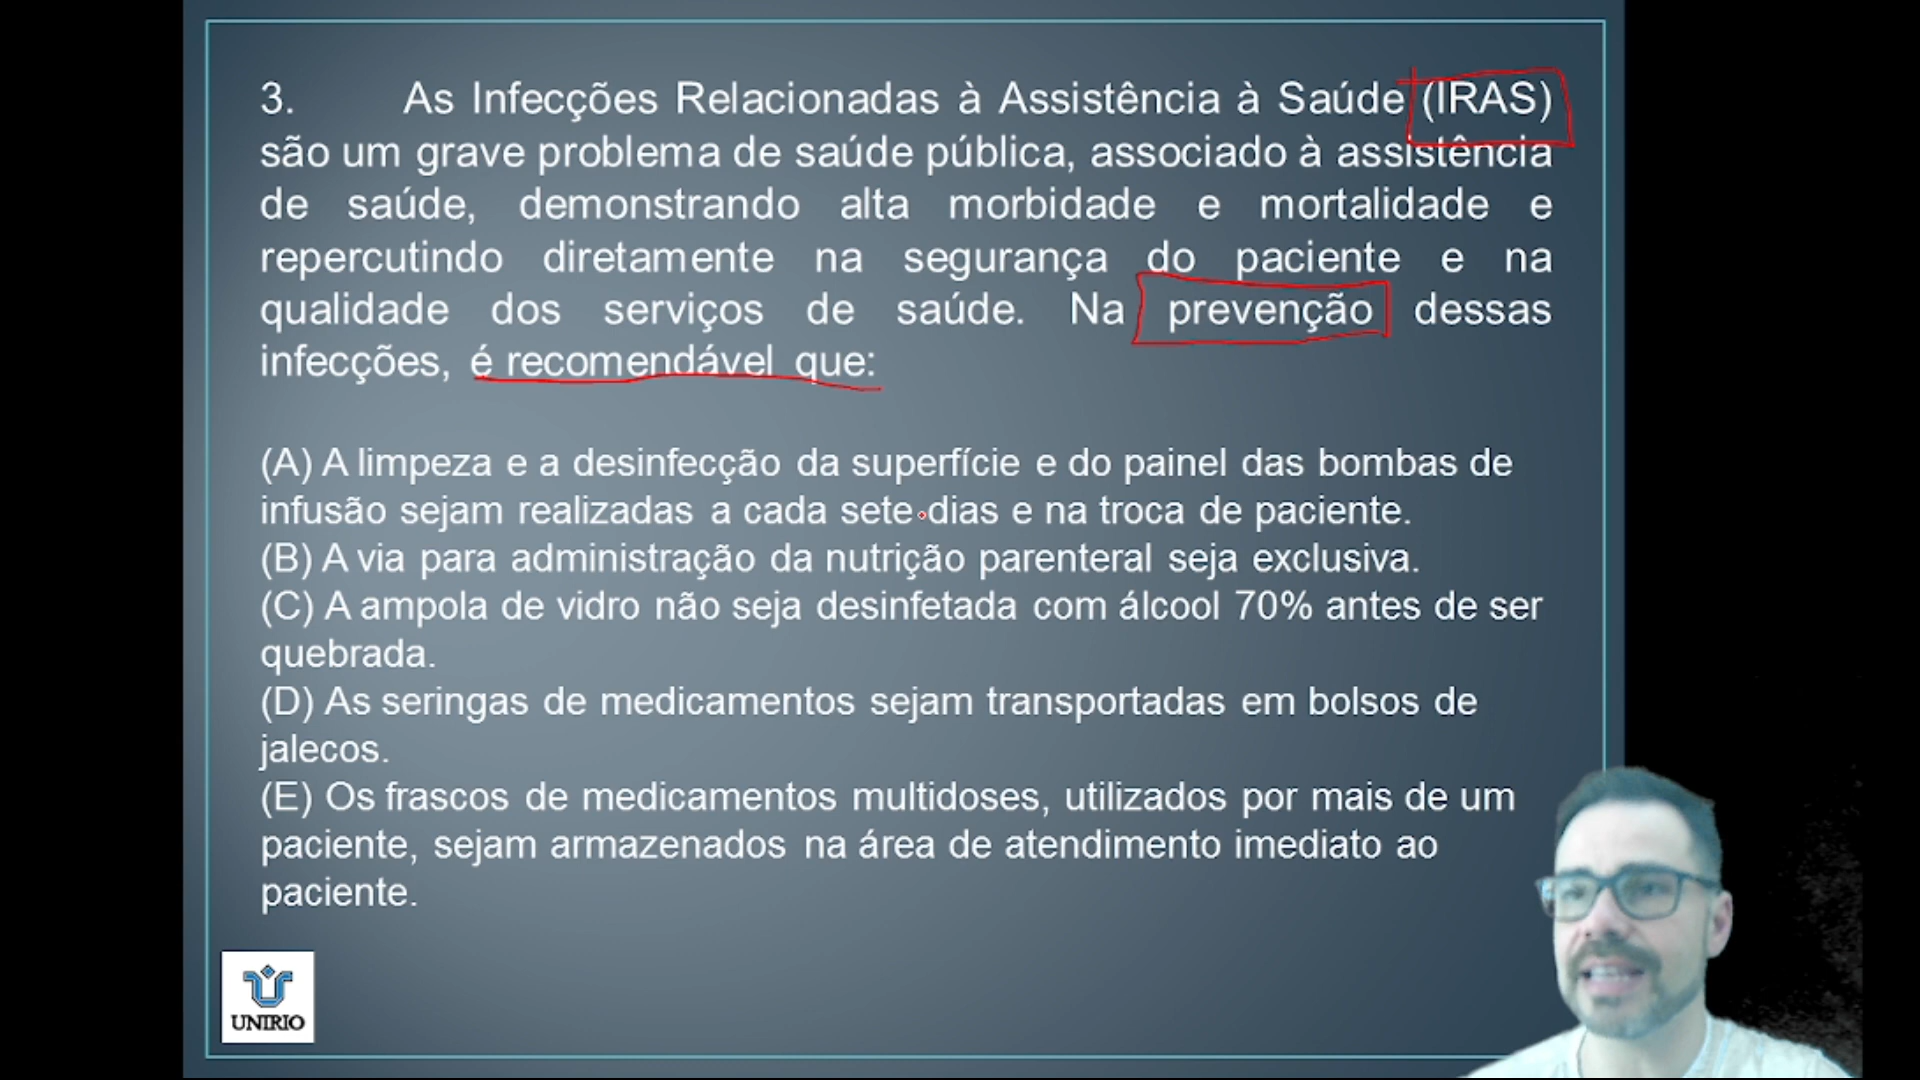 3. As Infecções Relacionadas à Assistência à Saúde (IRAS)
são um grave problema de saúde pública, associado à assistência
de saúde, demonstrando alta morbidade e mortalidade e
repercutindo diretamente na segurança do paciente e na
qualidade dos serviços de saúde. Na prevenção dessas
infecções, é recomendável que:
(A) A limpeza e a desinfecção da superfície e do painel das bombas de
infusão sejam realizadas a cada sete dias e na troca de paciente.
(B) A via para administração da nutrição parenteral seja exclusiva.
(C) A ampola de vidro não seja desinfetada com álcool 70% antes de ser
quebrada.
(D) As seringas de medicamentos sejam transportadas em bolsos de
jalecos.
(E) Os frascos de medicamentos multidoses, utilizados por mais de um
paciente, sejam armazenados na área de atendimento imediato ao
paciente.
UNIRIO